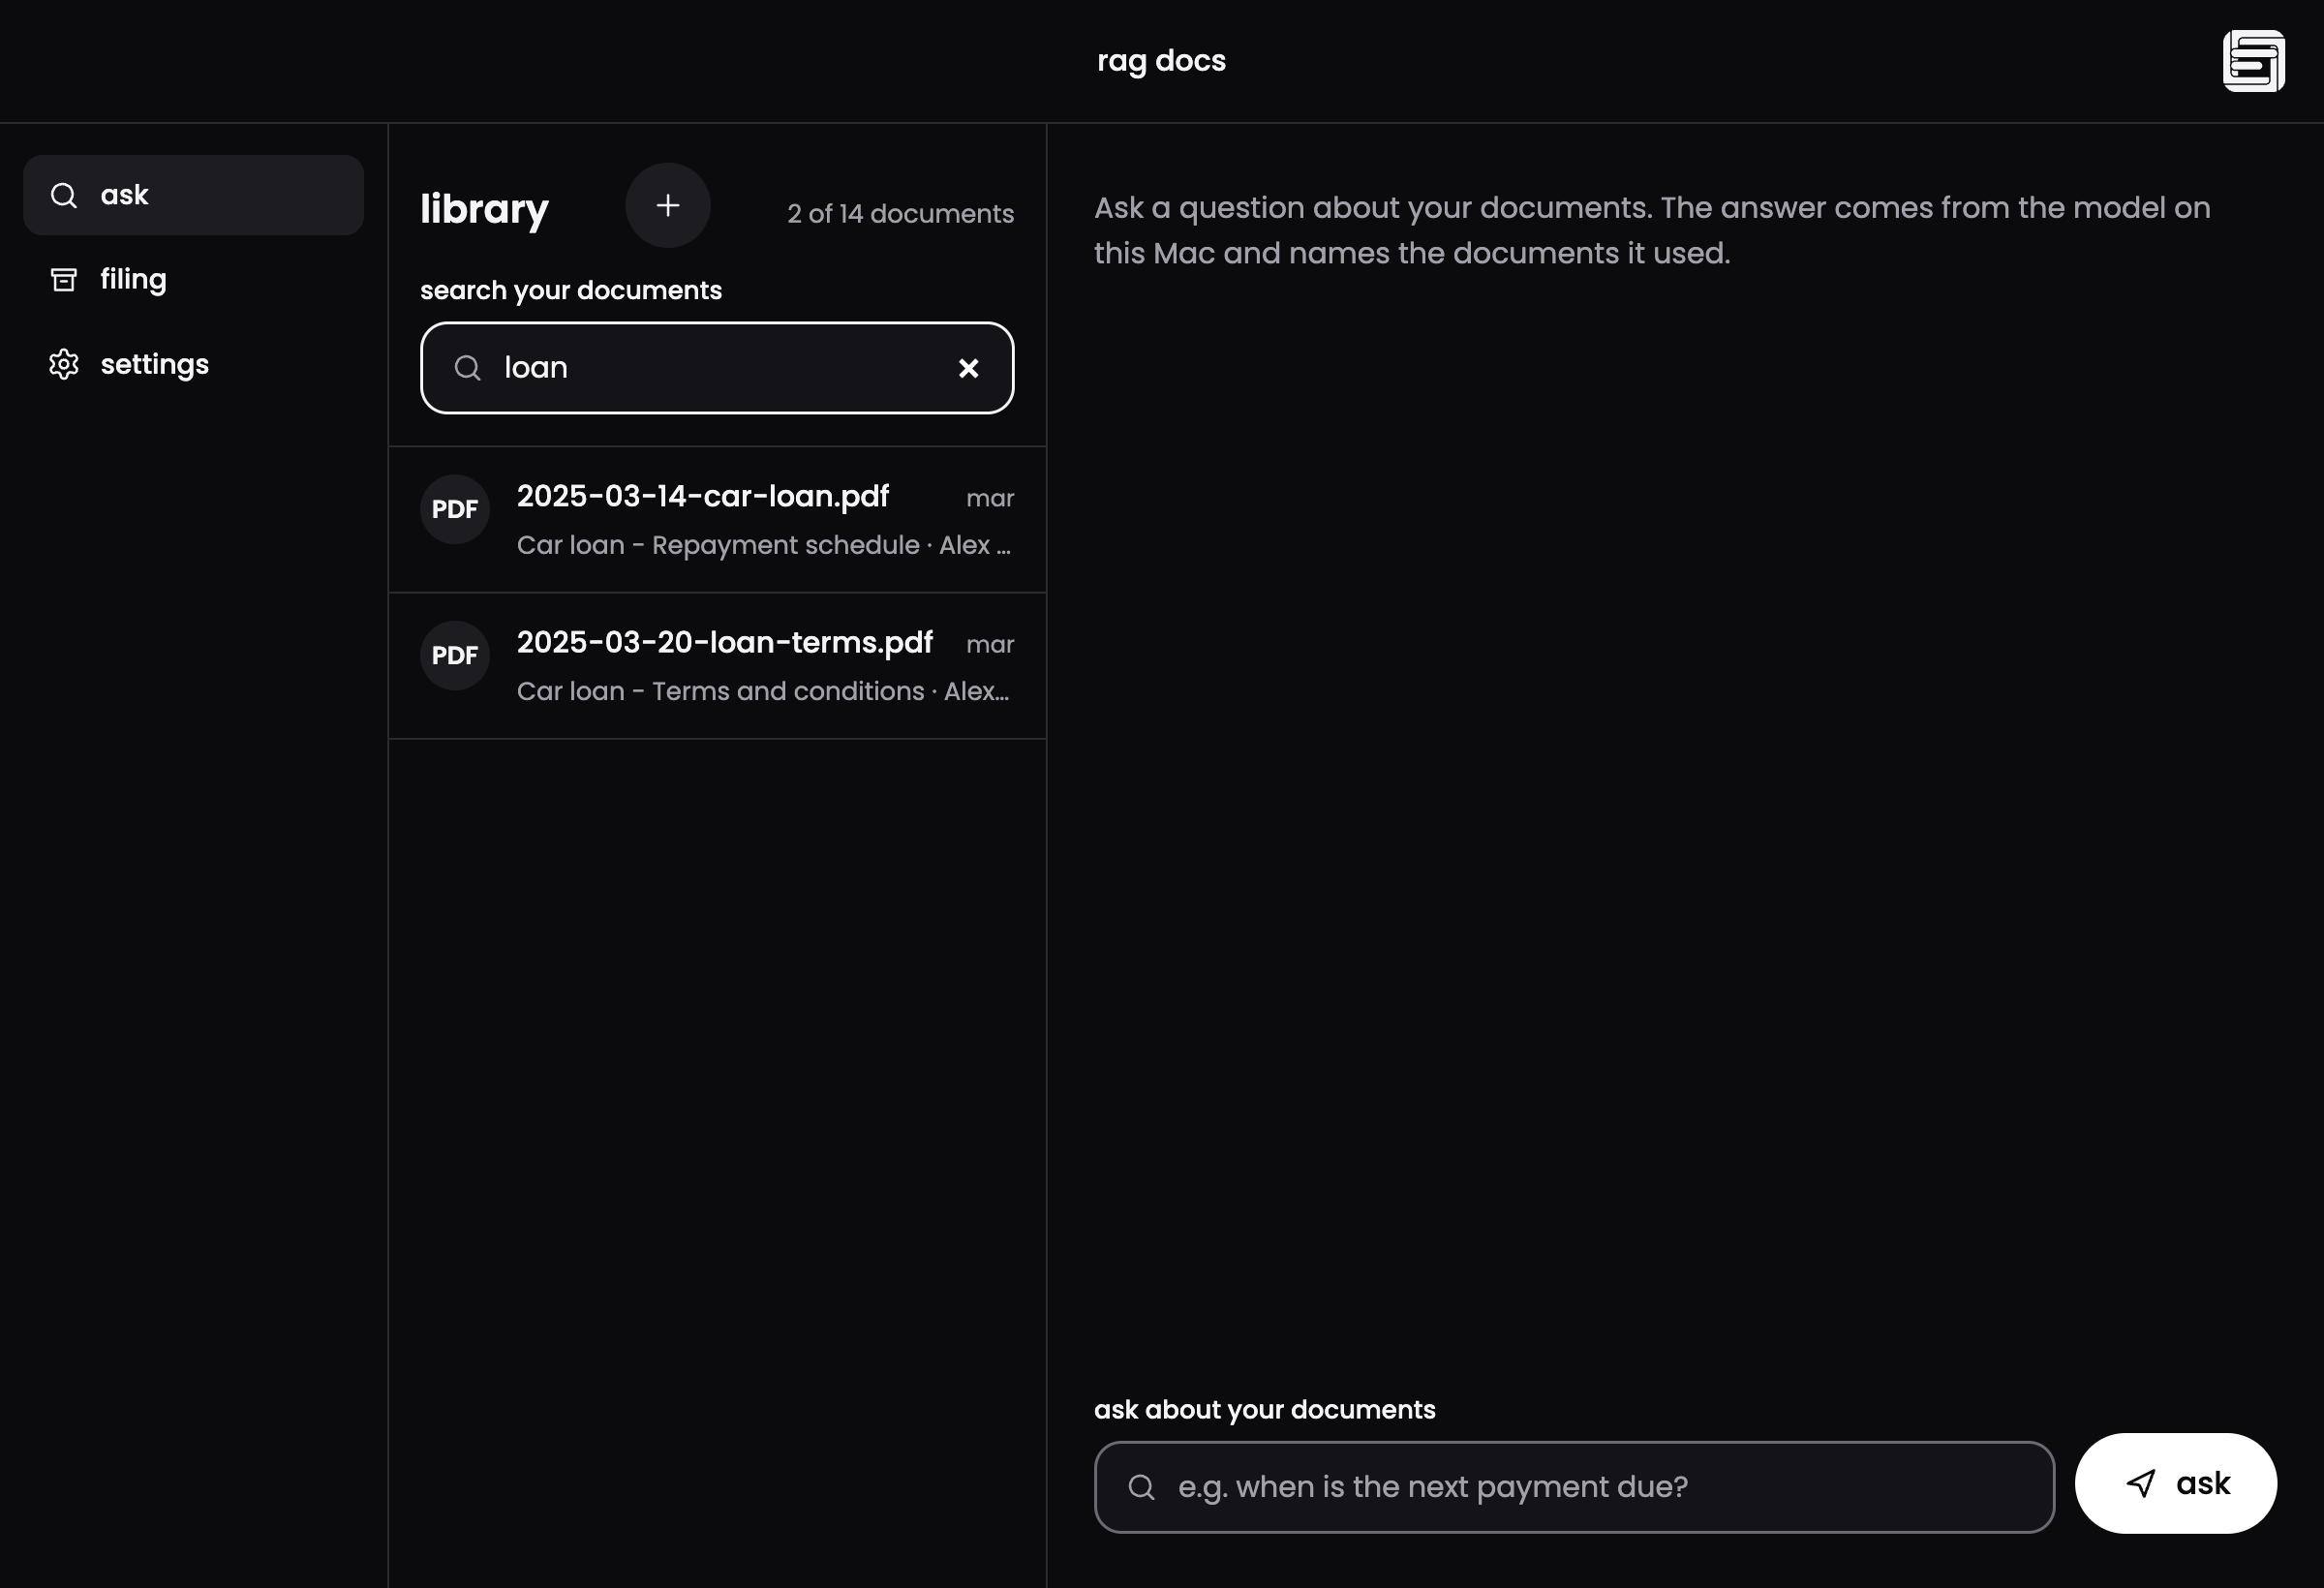 rag docs
ask
filing
settings
library
2 of 14 documents
search your documents
loan
PDF
2025-03-14-car-loan.pdf
mar
Car loan - Repayment schedule · Alex ...
PDF
2025-03-20-loan-terms.pdf
mar
Car loan - Terms and conditions · Alex...
Ask a question about your documents. The answer comes from the model on
this Mac and names the documents it used.
ask about your documents
e.g. when is the next payment due?
ask